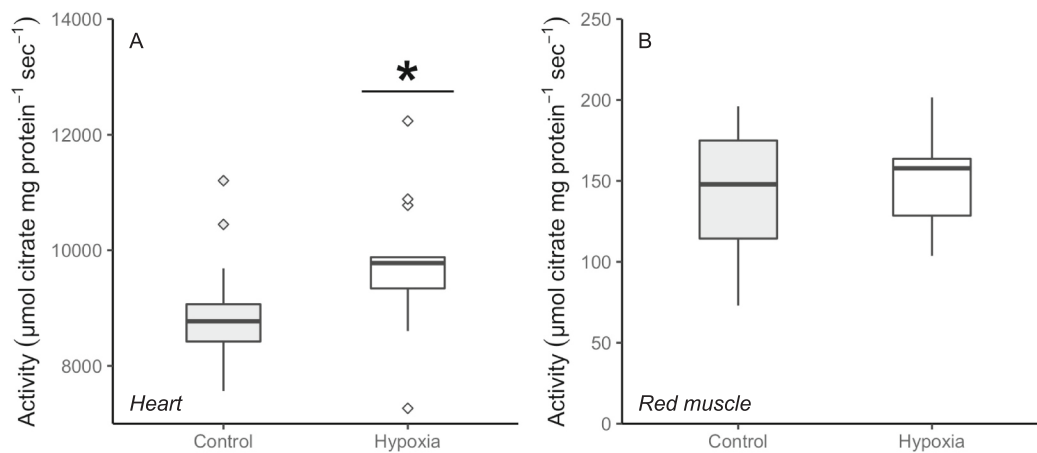 Activity (µmol citrate mg protein⁻¹ sec⁻¹)
14000
12000
10000
8000
A
*
Heart
Control Hypoxia
Activity (µmol citrate mg protein⁻¹ sec⁻¹)
250
200
150
100
50
0
B
Red muscle
Control Hypoxia